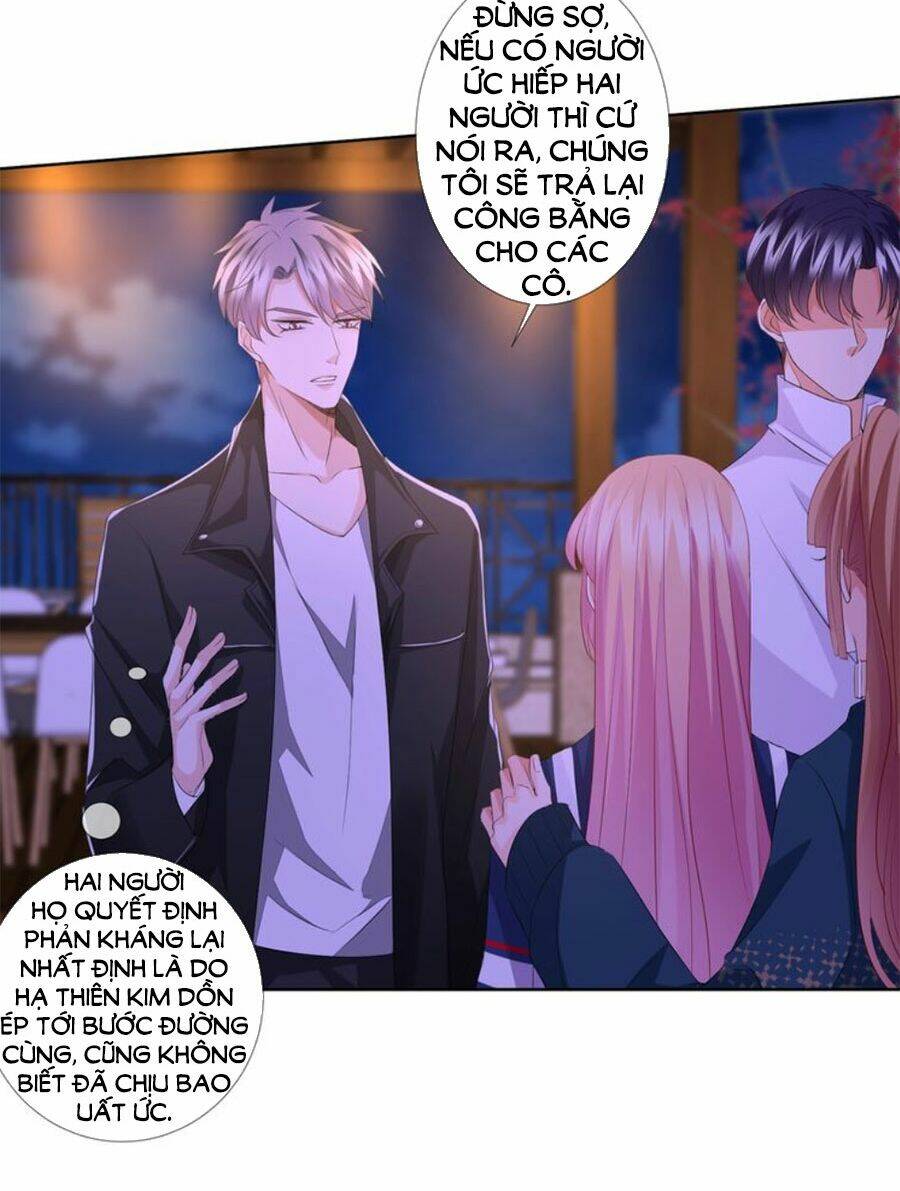 ĐỪNG SỢ,
NẾU CÓ NGƯỜI
ỨC HIẾP HAI
NGƯỜI THÌ CỨ
NÓI RA, CHÚNG
TÔI SẼ TRẢ LẠI
CÔNG BẰNG
CHO CÁC
CÔ.
HAI NGƯỜI
HỌ QUYẾT ĐỊNH
PHẢN KHÁNG LẠI
NHẤT ĐỊNH LÀ DO
HẠ THIÊN KIM DỒN
ÉP TỚI BƯỚC ĐƯỜNG
CÙNG, CŨNG KHÔNG
BIẾT ĐÃ CHỊU BAO
UẤT ỨC.